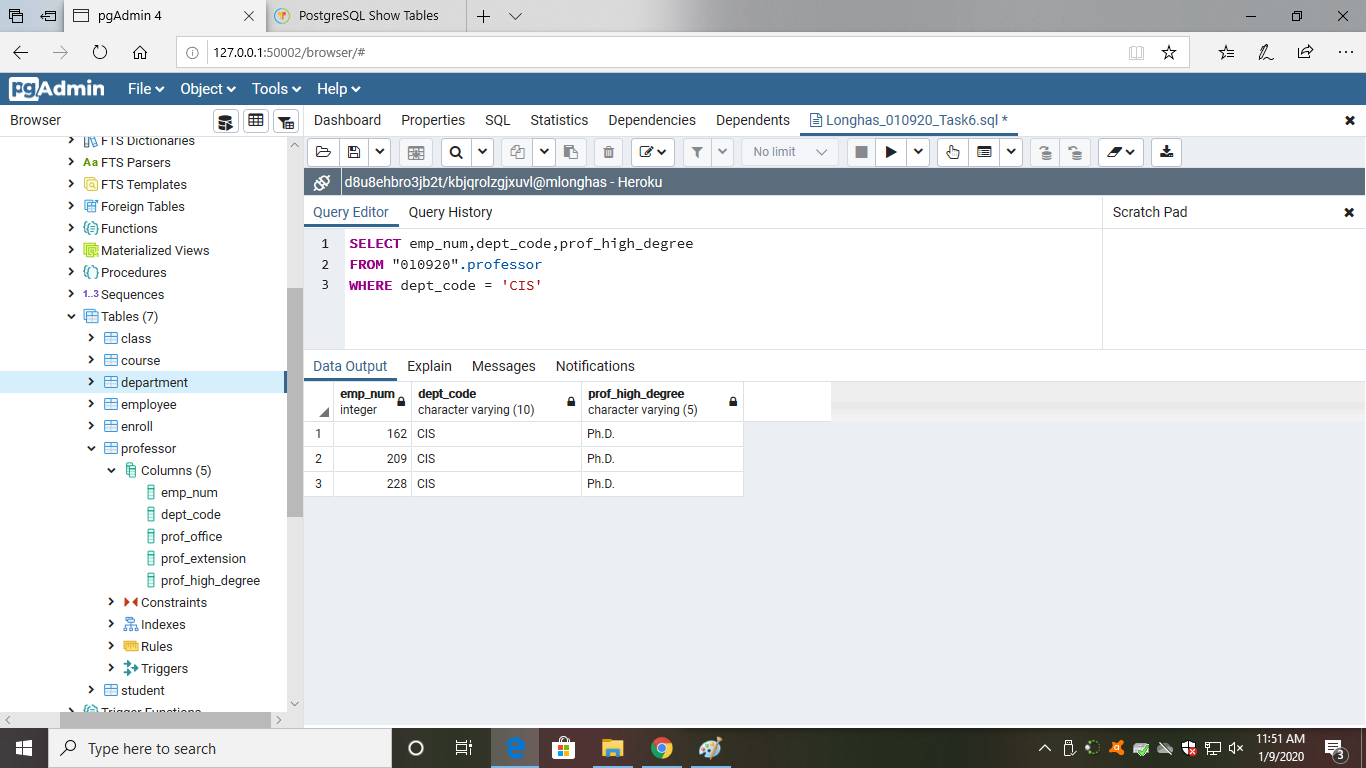 pgAdmin 4
PostgreSQL Show Tables
127.0.0.1:50002/browser/#
pgAdmin File Object Tools Help
Browser
Dashboard Properties SQL Statistics Dependencies Dependents Longhas_010920_Task6.sql *
FTS Dictionaries
Aa FTS Parsers
FTS Templates
Foreign Tables
Functions
Materialized Views
Procedures
1..3 Sequences
Tables (7)
class
course
department
employee
enroll
professor
Columns (5)
emp_num
dept_code
prof_office
prof_extension
prof_high_degree
Constraints
Indexes
Rules
Triggers
student
Trigger Functions
No limit
d8u8ehbro3jb2t/kbjqrolzgjxuvl@mlonghas - Heroku
Query Editor Query History
Scratch Pad
1 SELECT emp_num,dept_code,prof_high_degree
2 FROM "010920".professor
3 WHERE dept_code = 'CIS'
Data Output Explain Messages Notifications
emp_num dept_code prof_high_degree
integer character varying (10) character varying (5)
1 162 CIS Ph.D.
2 209 CIS Ph.D.
3 228 CIS Ph.D.
Type here to search
11:51 AM
1/9/2020
3